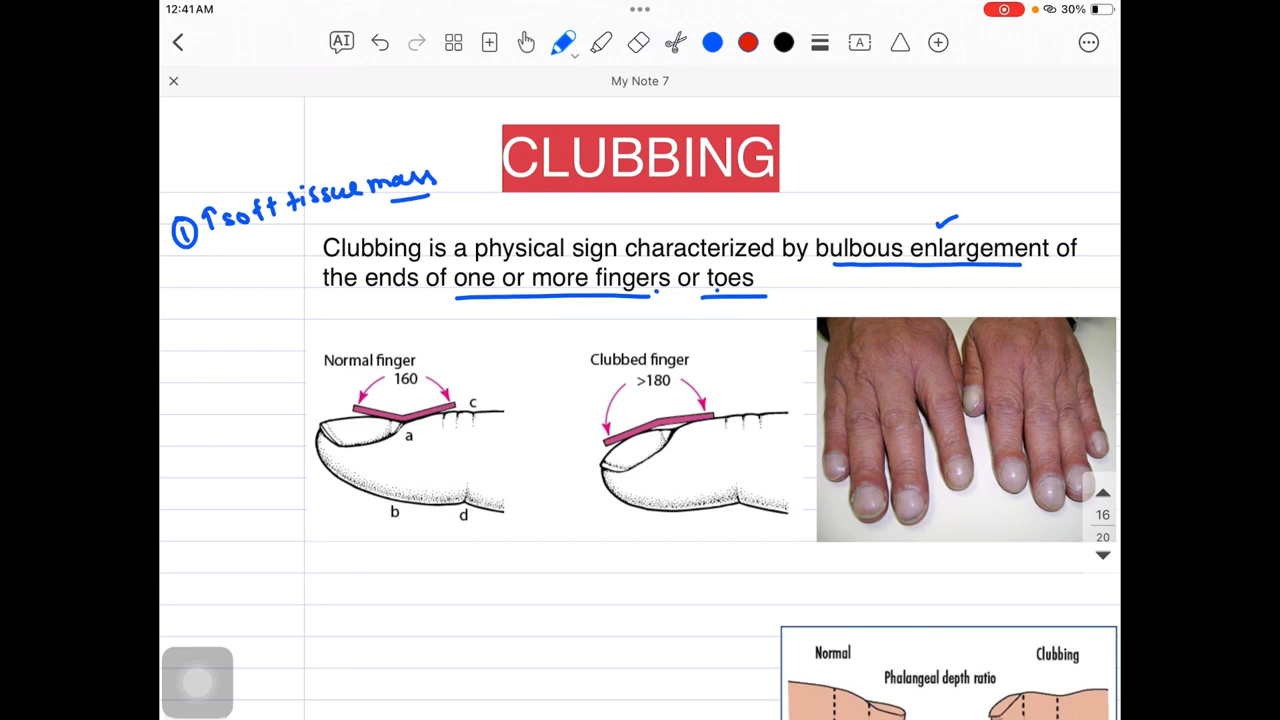 12:41AM
30%
AI
A
My Note 7
CLUBBING
① ↑ soft tissue mass
Clubbing is a physical sign characterized by bulbous enlargement of
the ends of one or more fingers or toes
Normal finger
160
c
a
b
d
Clubbed finger
>180
16
20
Normal
Clubbing
Phalangeal depth ratio